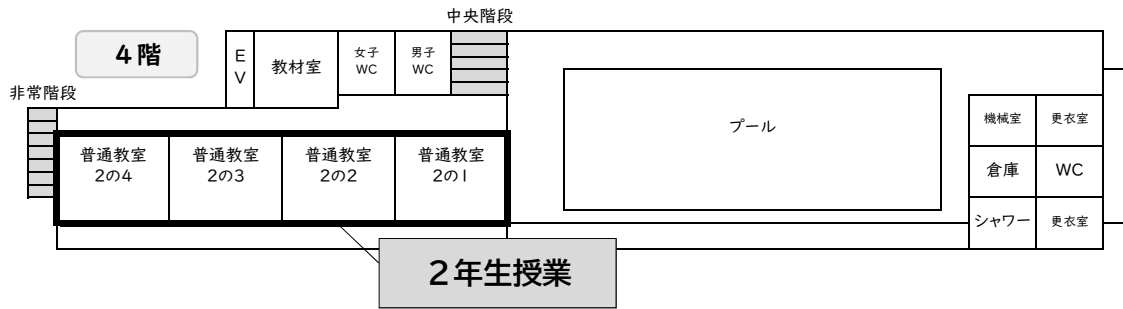 中央階段
4階
EV
教材室
女子
WC
男子
WC
非常階段
プール
機械室
更衣室
倉庫
WC
シャワー
更衣室
普通教室
2の4
普通教室
2の3
普通教室
2の2
普通教室
2の1
2年生授業